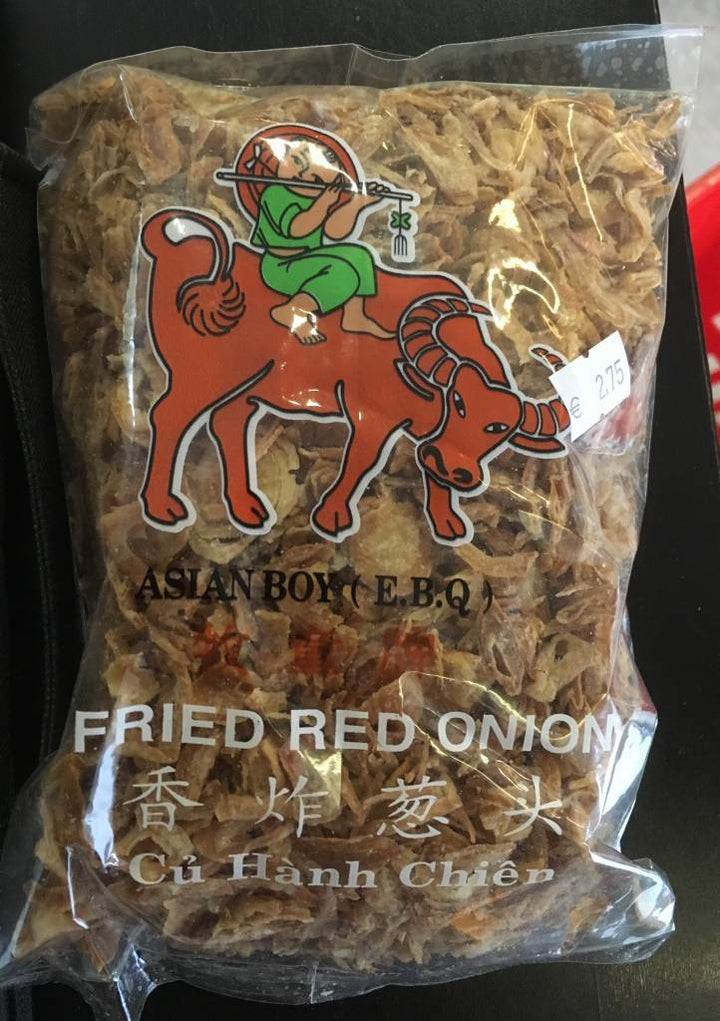 € 2.75
ASIAN BOY ( E.B.Q )
FRIED RED ONION
香炸葱头
Củ Hành Chiên